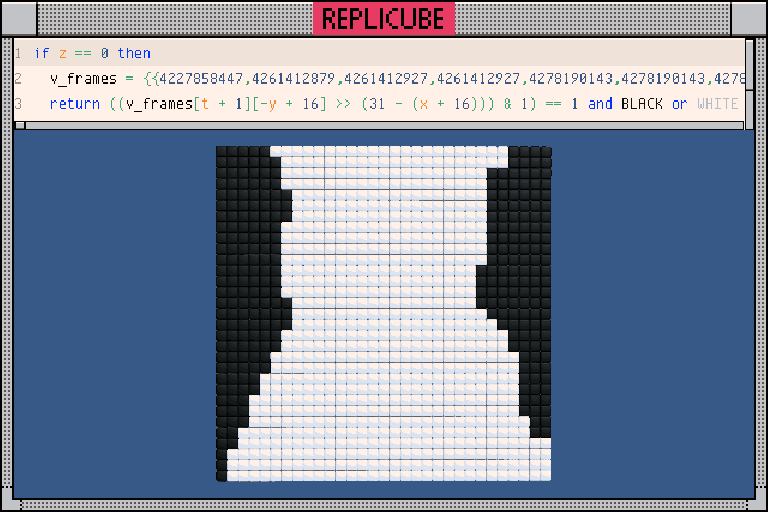 REPLICUBE
1 if z == 0 then
2 v_frames = {{4227858447,4261412879,4261412927,4261412927,4278190143,4278190143,4278
3 return ((v_frames[t + 1][-y + 16] >> (31 - (x + 16))) & 1) == 1 and BLACK or WHITE